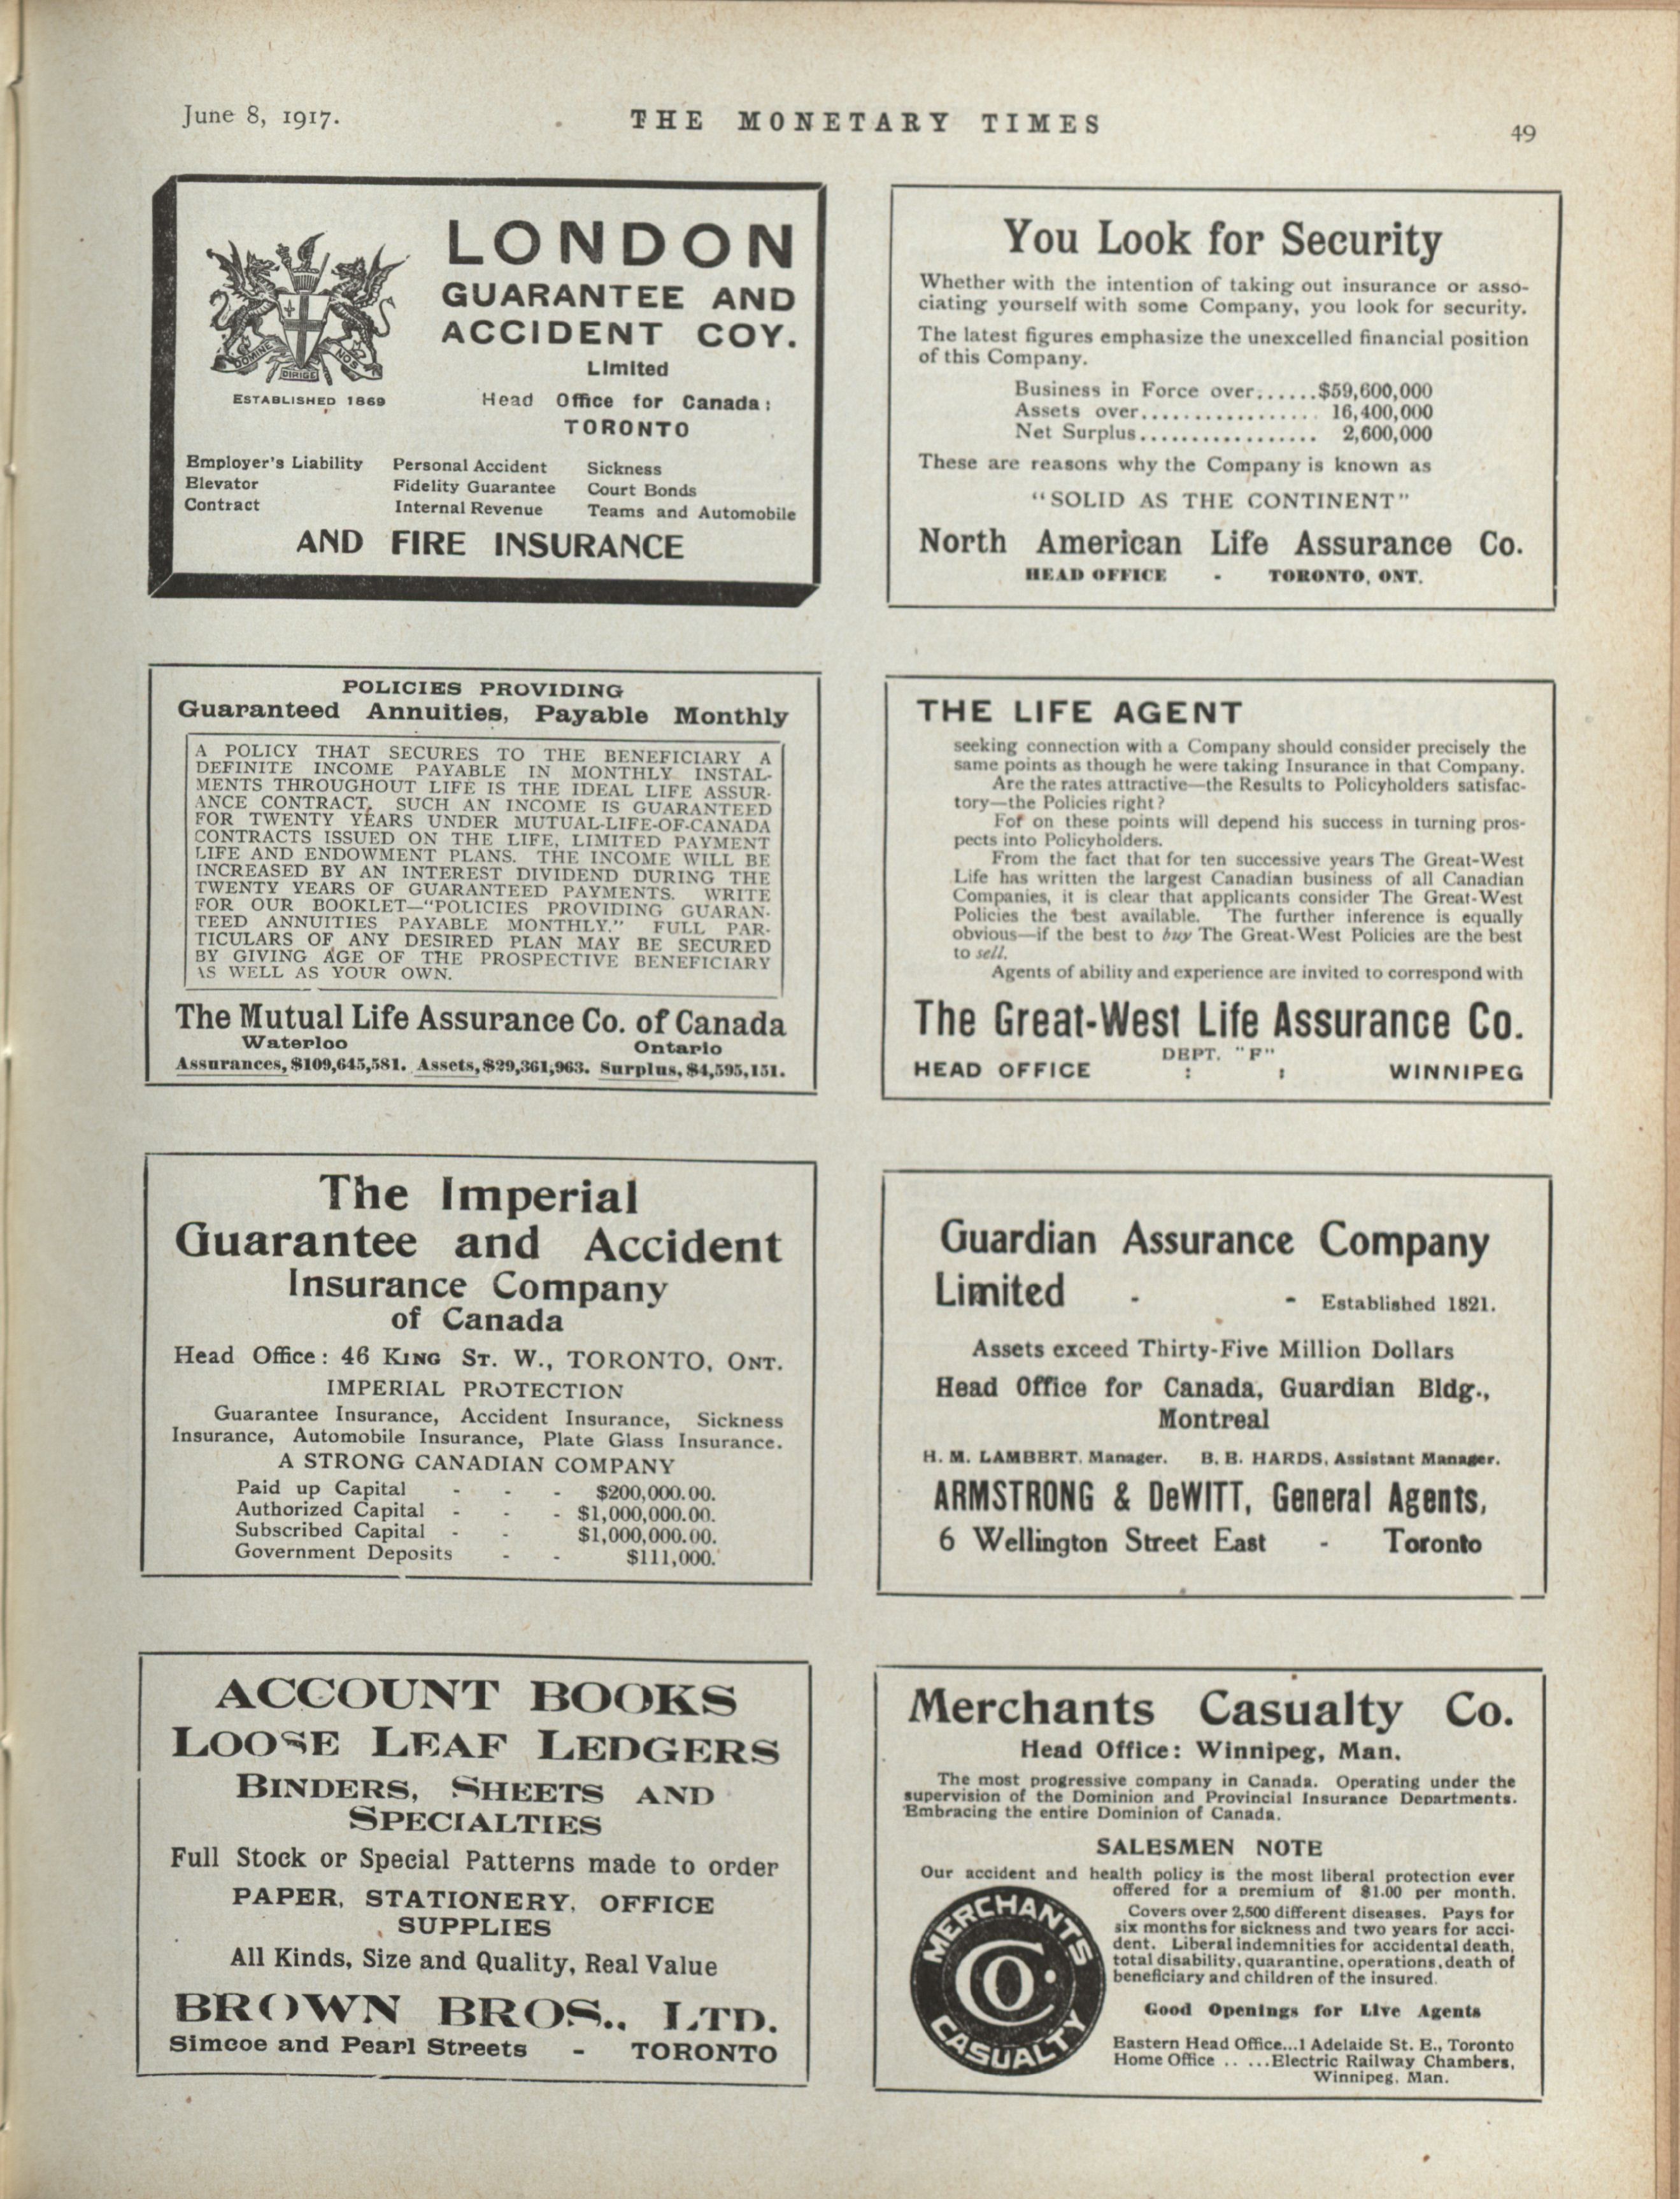 June 8, 1917.
THE MONETARY TIMES
49
LONDON
GUARANTEE AND
ACCIDENT COY.
Limited
DOMINE DIRIGE NOS
ESTABLISHED 1869
Head Office for Canada:
TORONTO
Employer's Liability Personal Accident Sickness
Elevator Fidelity Guarantee Court Bonds
Contract Internal Revenue Teams and Automobile
AND FIRE INSURANCE
You Look for Security
Whether with the intention of taking out insurance or asso-
ciating yourself with some Company, you look for security.
The latest figures emphasize the unexcelled financial position
of this Company.
Business in Force over......$59,600,000
Assets over................. 16,400,000
Net Surplus.................. 2,600,000
These are reasons why the Company is known as
"SOLID AS THE CONTINENT"
North American Life Assurance Co.
HEAD OFFICE - TORONTO, ONT.
POLICIES PROVIDING
Guaranteed Annuities, Payable Monthly
A POLICY THAT SECURES TO THE BENEFICIARY A
DEFINITE INCOME PAYABLE IN MONTHLY INSTAL-
MENTS THROUGHOUT LIFE IS THE IDEAL LIFE ASSUR-
ANCE CONTRACT. SUCH AN INCOME IS GUARANTEED
FOR TWENTY YEARS UNDER MUTUAL-LIFE-OF-CANADA
CONTRACTS ISSUED ON THE LIFE, LIMITED PAYMENT
LIFE AND ENDOWMENT PLANS. THE INCOME WILL BE
INCREASED BY AN INTEREST DIVIDEND DURING THE
TWENTY YEARS OF GUARANTEED PAYMENTS. WRITE
FOR OUR BOOKLET—"POLICIES PROVIDING GUARAN-
TEED ANNUITIES PAYABLE MONTHLY." FULL PAR-
TICULARS OF ANY DESIRED PLAN MAY BE SECURED
BY GIVING AGE OF THE PROSPECTIVE BENEFICIARY
AS WELL AS YOUR OWN.
The Mutual Life Assurance Co. of Canada
Waterloo Ontario
Assurances, $109,645,581. Assets, $29,361,963. Surplus, $4,595,151.
THE LIFE AGENT
seeking connection with a Company should consider precisely the
same points as though he were taking Insurance in that Company.
Are the rates attractive—the Results to Policyholders satisfac-
tory—the Policies right?
For on these points will depend his success in turning pros-
pects into Policyholders.
From the fact that for ten successive years The Great-West
Life has written the largest Canadian business of all Canadian
Companies, it is clear that applicants consider The Great-West
Policies the best available. The further inference is equally
obvious—if the best to buy The Great-West Policies are the best
to sell.
Agents of ability and experience are invited to correspond with
The Great-West Life Assurance Co.
DEPT. "F"
HEAD OFFICE : : WINNIPEG
The Imperial
Guarantee and Accident
Insurance Company
of Canada
Head Office: 46 KING ST. W., TORONTO, ONT.
IMPERIAL PROTECTION
Guarantee Insurance, Accident Insurance, Sickness
Insurance, Automobile Insurance, Plate Glass Insurance.
A STRONG CANADIAN COMPANY
Paid up Capital - - - $200,000.00.
Authorized Capital - - - $1,000,000.00.
Subscribed Capital - - $1,000,000.00.
Government Deposits - - $111,000.
Guardian Assurance Company
Limited - - Established 1821.
Assets exceed Thirty-Five Million Dollars
Head Office for Canada, Guardian Bldg.,
Montreal
H. M. LAMBERT, Manager. B. E. HARDS, Assistant Manager.
ARMSTRONG & DeWITT, General Agents,
6 Wellington Street East - Toronto
ACCOUNT BOOKS
LOOSE LEAF LEDGERS
BINDERS, SHEETS AND
SPECIALTIES
Full Stock or Special Patterns made to order
PAPER, STATIONERY, OFFICE
SUPPLIES
All Kinds, Size and Quality, Real Value
BROWN BROS., LTD.
Simcoe and Pearl Streets - TORONTO
Merchants Casualty Co.
Head Office: Winnipeg, Man.
The most progressive company in Canada. Operating under the
supervision of the Dominion and Provincial Insurance Departments.
Embracing the entire Dominion of Canada.
SALESMEN NOTE
Our accident and health policy is the most liberal protection ever
offered for a premium of $1.00 per month.
Covers over 2,500 different diseases. Pays for
six months for sickness and two years for acci-
dent. Liberal indemnities for accidental death,
total disability, quarantine, operations, death of
beneficiary and children of the insured.
MERCHANTS CASUALTY CO.
Good Openings for Live Agents
Eastern Head Office...1 Adelaide St. E., Toronto
Home Office .. ...Electric Railway Chambers,
Winnipeg, Man.